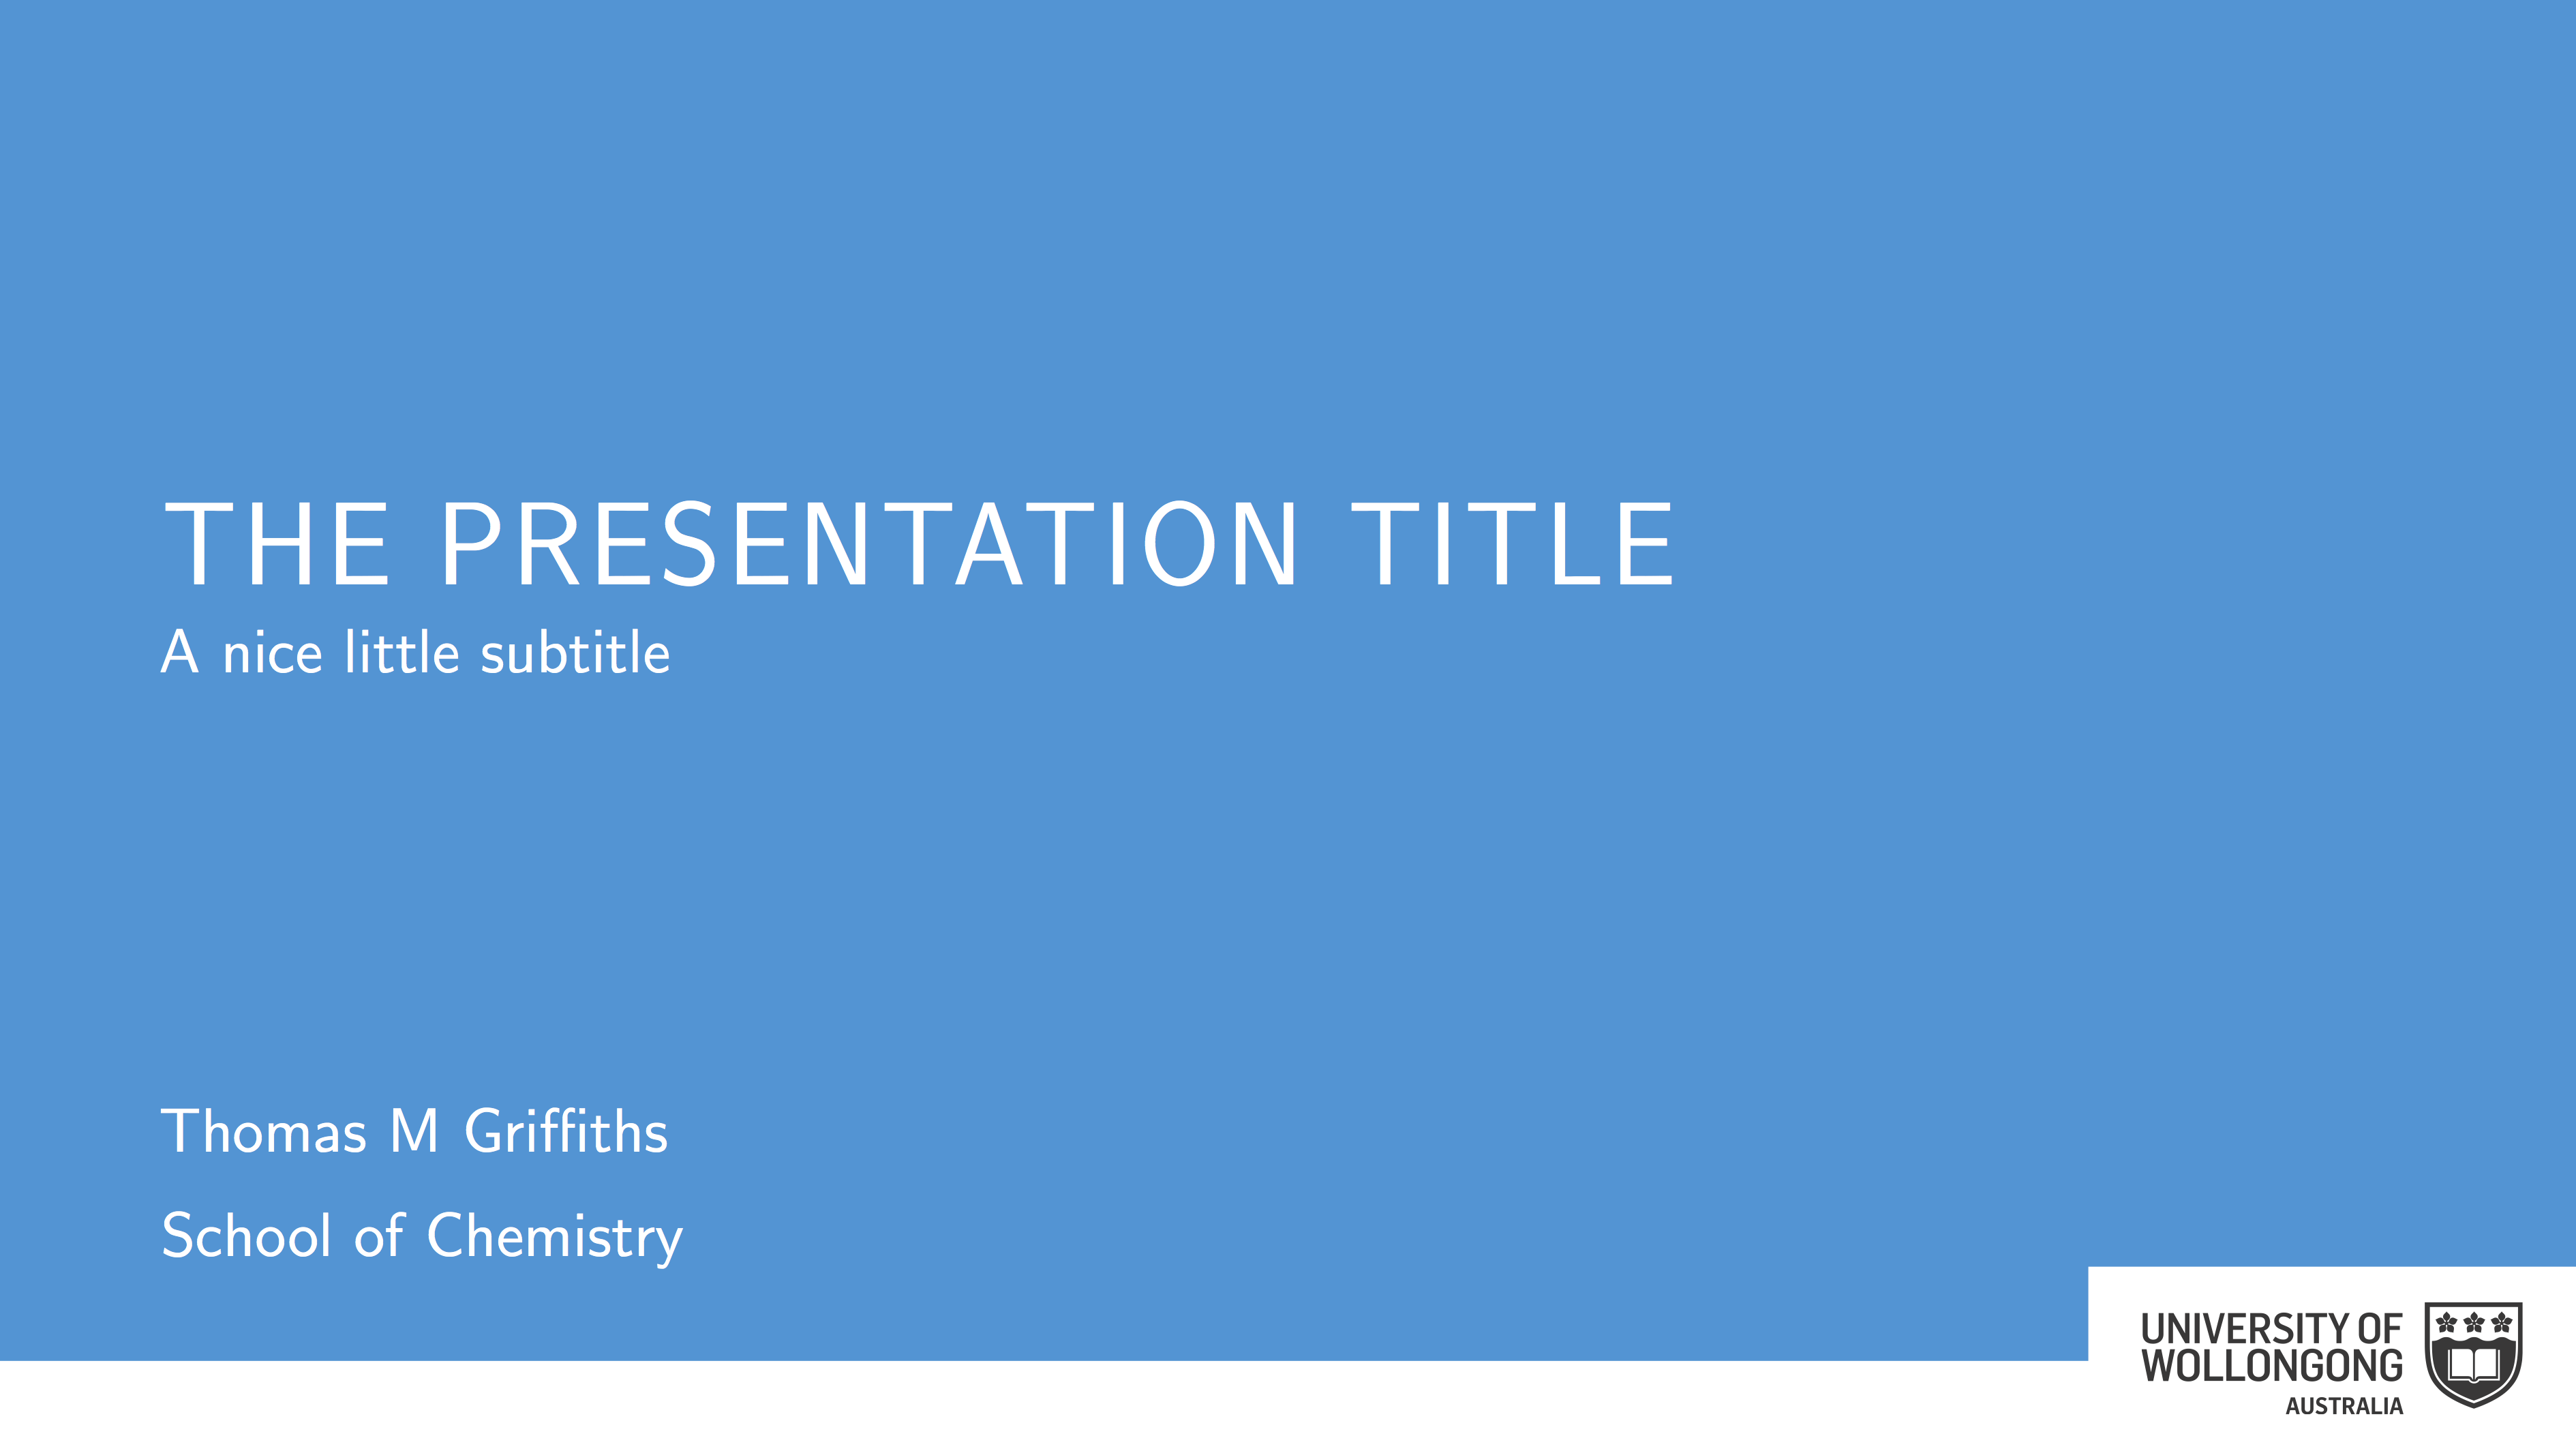 THE PRESENTATION TITLE
A nice little subtitle
Thomas M Griffiths
School of Chemistry
UNIVERSITY OF
WOLLONGONG
AUSTRALIA